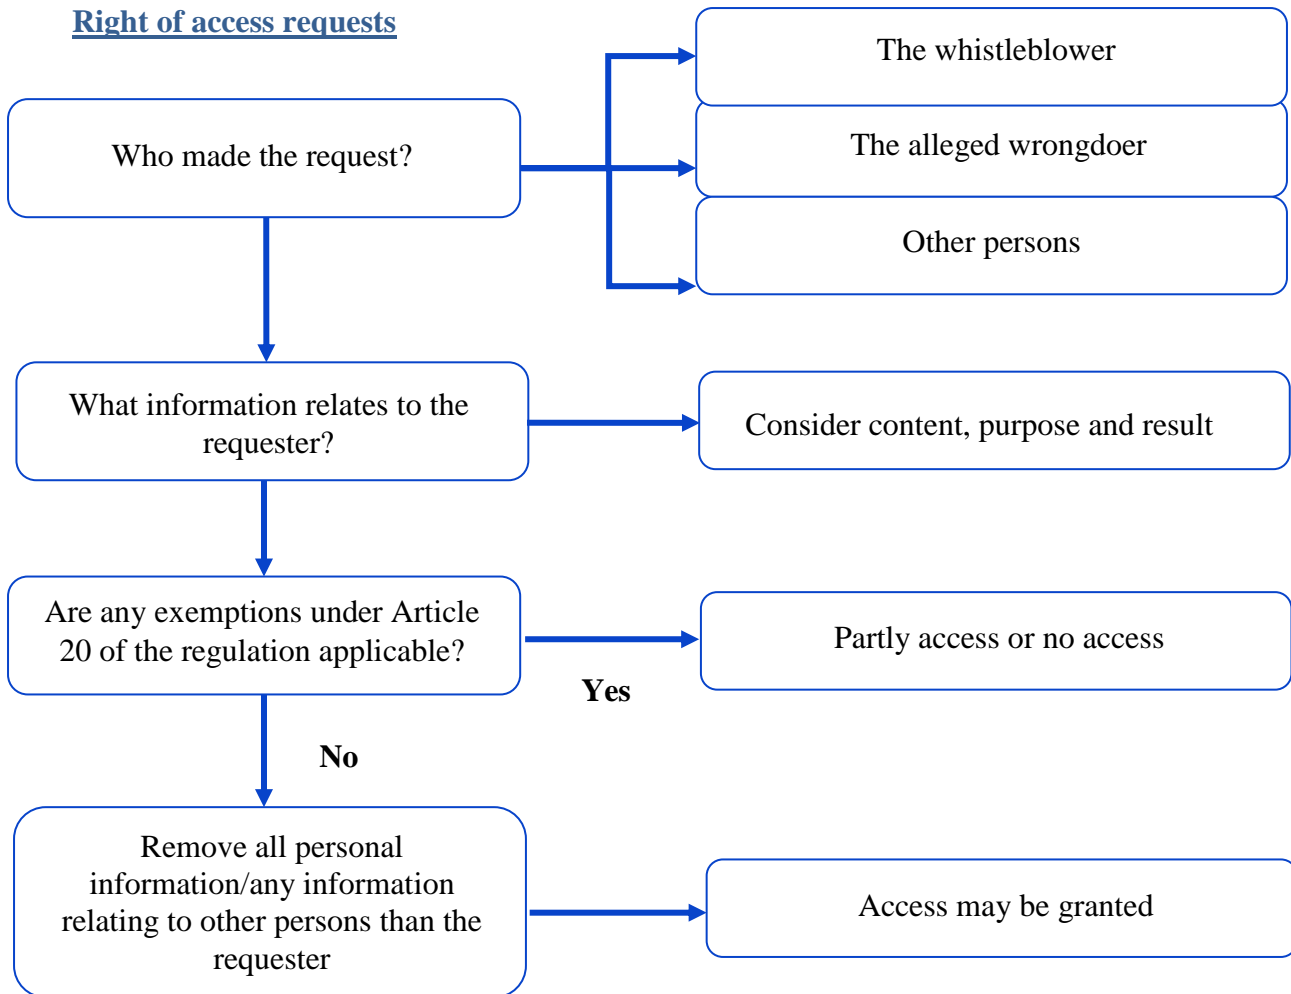 Right of access requests
The whistleblower
Who made the request?
The alleged wrongdoer
Other persons
What information relates to the
requester?
Consider content, purpose and result
Are any exemptions under Article
20 of the regulation applicable?
Partly access or no access
Yes
No
Remove all personal
information/any information
relating to other persons than the
requester
Access may be granted